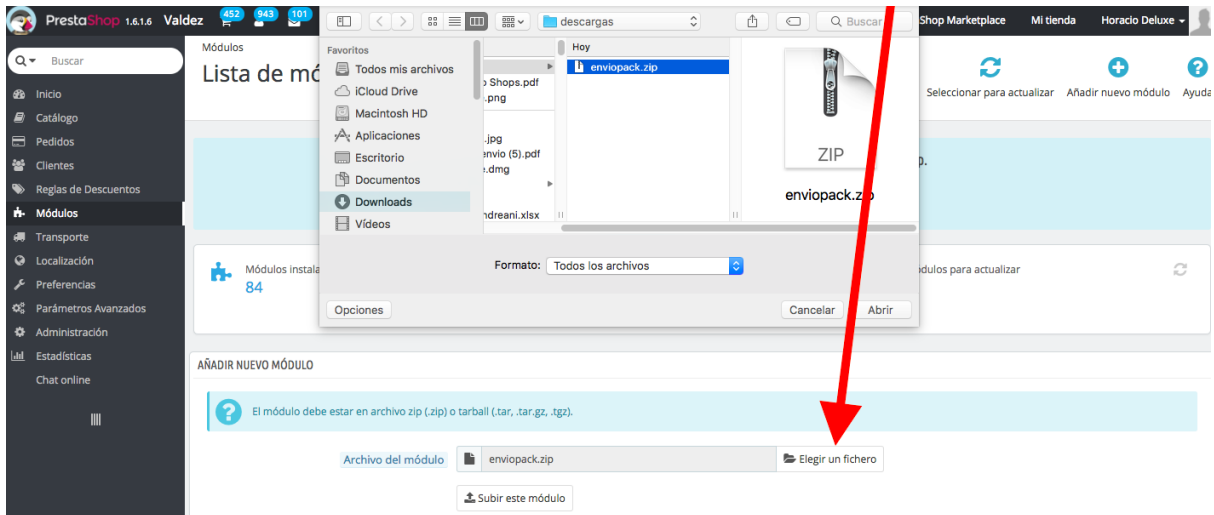 PrestaShop 1.6.1.6 Valdez 452 943 101
descargas
Buscar
Shop Marketplace Mi tienda Horacio Deluxe
Buscar
Inicio
Catálogo
Pedidos
Clientes
Reglas de Descuentos
Módulos
Transporte
Localización
Preferencias
Parámetros Avanzados
Administración
Estadísticas
Chat online
Módulos
Lista de mó
Seleccionar para actualizar Añadir nuevo módulo Ayuda
Favoritos
Todos mis archivos
iCloud Drive
Macintosh HD
Aplicaciones
Escritorio
Documentos
Downloads
Vídeos
Shops.pdf
.png
.jpg
envio (5).pdf
.dmg
ndreani.xlsx
Hoy
enviopack.zip
ZIP
enviopack.zip
Formato: Todos los archivos
Opciones Cancelar Abrir
Módulos instala
84
ódulos para actualizar
AÑADIR NUEVO MÓDULO
El módulo debe estar en archivo zip (.zip) o tarball (.tar, .tar.gz, .tgz).
Archivo del módulo enviopack.zip Elegir un fichero
Subir este módulo